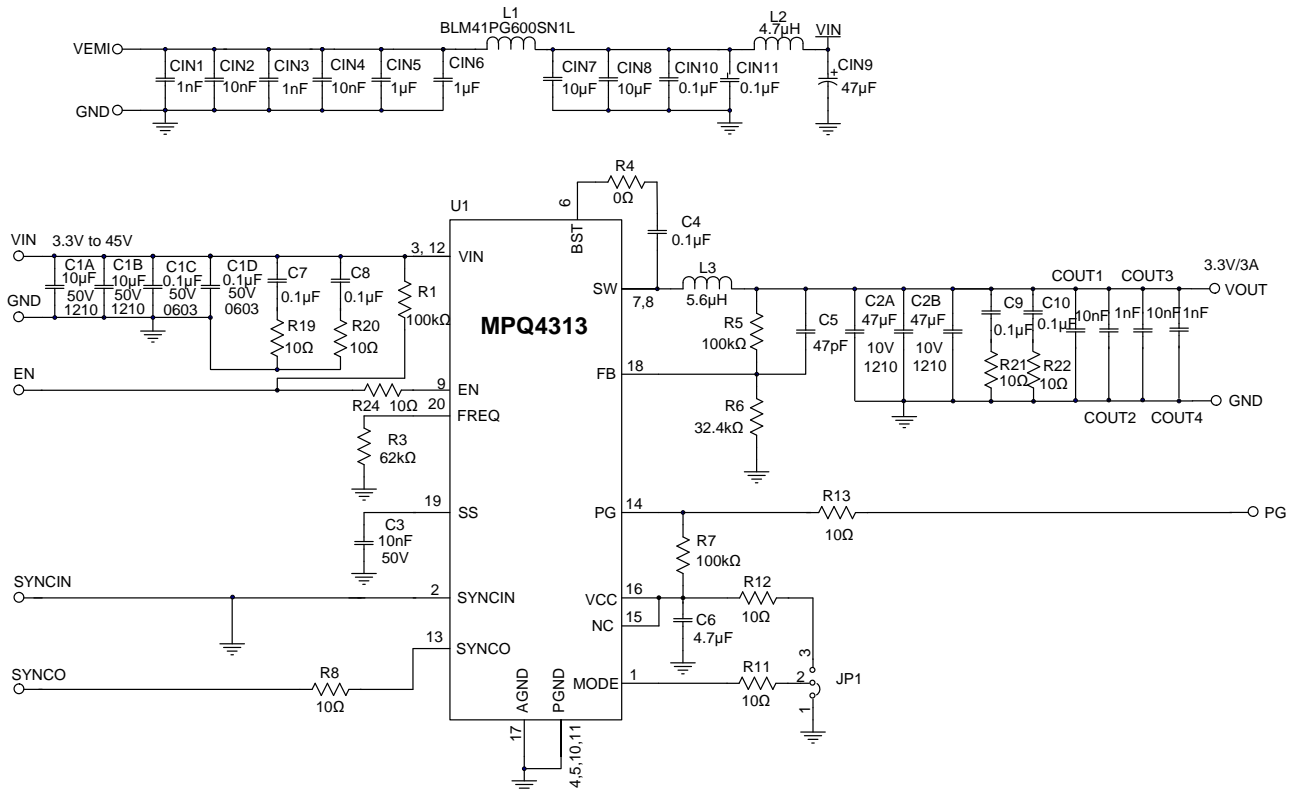 L1
BLM41PG600SN1L
L2
4.7µH
VIN
VEMI
CIN1
1nF
CIN2
10nF
CIN3
1nF
CIN4
10nF
CIN5
1µF
CIN6
1µF
CIN7
10µF
CIN8
10µF
CIN10
0.1µF
CIN11
0.1µF
+
CIN9
47µF
GND
R4
0Ω
U1
6
BST
C4
0.1µF
VIN
3.3V to 45V
3, 12
VIN
C1A
10µF
50V
1210
C1B
10µF
50V
1210
C1C
0.1µF
50V
0603
C1D
0.1µF
50V
0603
C7
0.1µF
C8
0.1µF
R1
100kΩ
R19
10Ω
R20
10Ω
GND
MPQ4313
SW
7,8
L3
5.6µH
R5
100kΩ
C5
47pF
C2A
47µF
10V
1210
C2B
47µF
10V
1210
C9
0.1µF
C10
0.1µF
R21
10Ω
R22
10Ω
COUT1
10nF
1nF
COUT3
10nF
1nF
3.3V/3A
VOUT
COUT2
COUT4
GND
FB
18
R6
32.4kΩ
EN
R24
10Ω
9
EN
20
FREQ
R3
62kΩ
19
SS
C3
10nF
50V
PG
14
R13
10Ω
PG
R7
100kΩ
SYNCIN
2
SYNCIN
VCC
16
NC
15
C6
4.7µF
R12
10Ω
13
SYNCO
SYNCO
R8
10Ω
MODE
1
R11
10Ω
3
2
1
JP1
AGND
PGND
17
4,5,10,11